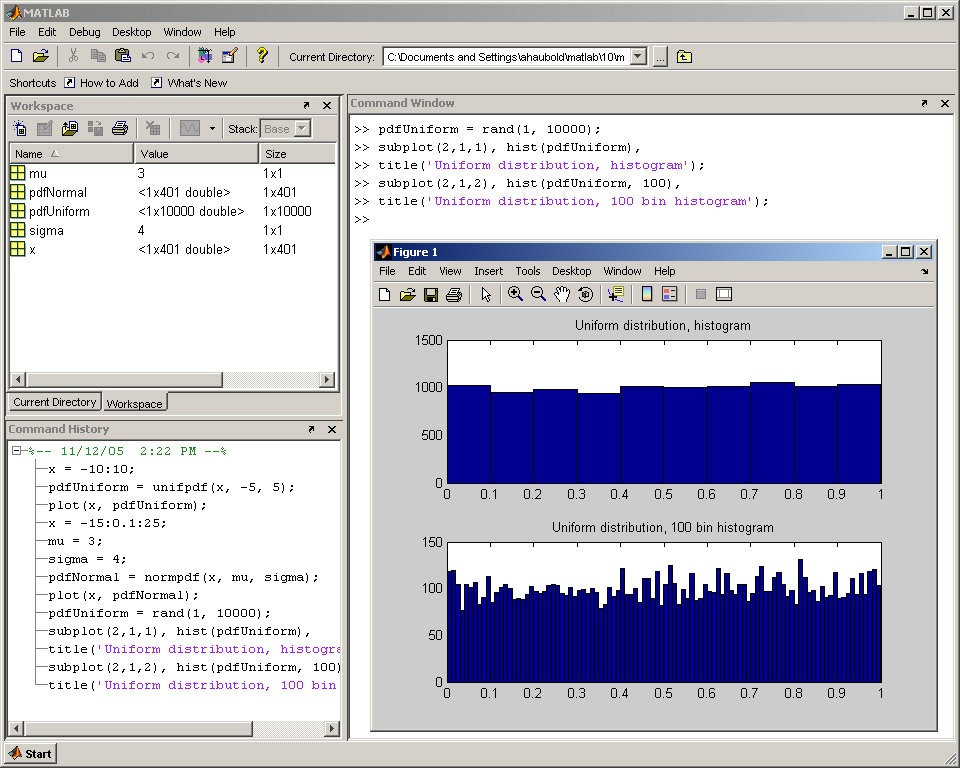 MATLAB
File Edit Debug Desktop Window Help
Current Directory: C:\Documents and Settings\ahaubold\matlab\10\m ...
Shortcuts How to Add What's New
Workspace
Stack: Base
Name Value Size
mu 3 1x1
pdfNormal <1x401 double> 1x401
pdfUniform <1x10000 double> 1x10000
sigma 4 1x1
x <1x401 double> 1x401
Current Directory Workspace
Command History
%-- 11/12/05 2:22 PM --%
x = -10:10;
pdfUniform = unifpdf(x, -5, 5);
plot(x, pdfUniform);
x = -15:0.1:25;
mu = 3;
sigma = 4;
pdfNormal = normpdf(x, mu, sigma);
plot(x, pdfNormal);
pdfUniform = rand(1, 10000);
subplot(2,1,1), hist(pdfUniform),
title('Uniform distribution, histogra
subplot(2,1,2), hist(pdfUniform, 100)
title('Uniform distribution, 100 bin
Command Window
>> pdfUniform = rand(1, 10000);
>> subplot(2,1,1), hist(pdfUniform),
>> title('Uniform distribution, histogram');
>> subplot(2,1,2), hist(pdfUniform, 100),
>> title('Uniform distribution, 100 bin histogram');
>>
Figure 1
File Edit View Insert Tools Desktop Window Help
Uniform distribution, histogram
1500
1000
500
0
0 0.1 0.2 0.3 0.4 0.5 0.6 0.7 0.8 0.9 1
Uniform distribution, 100 bin histogram
150
100
50
0
0 0.1 0.2 0.3 0.4 0.5 0.6 0.7 0.8 0.9 1
Start